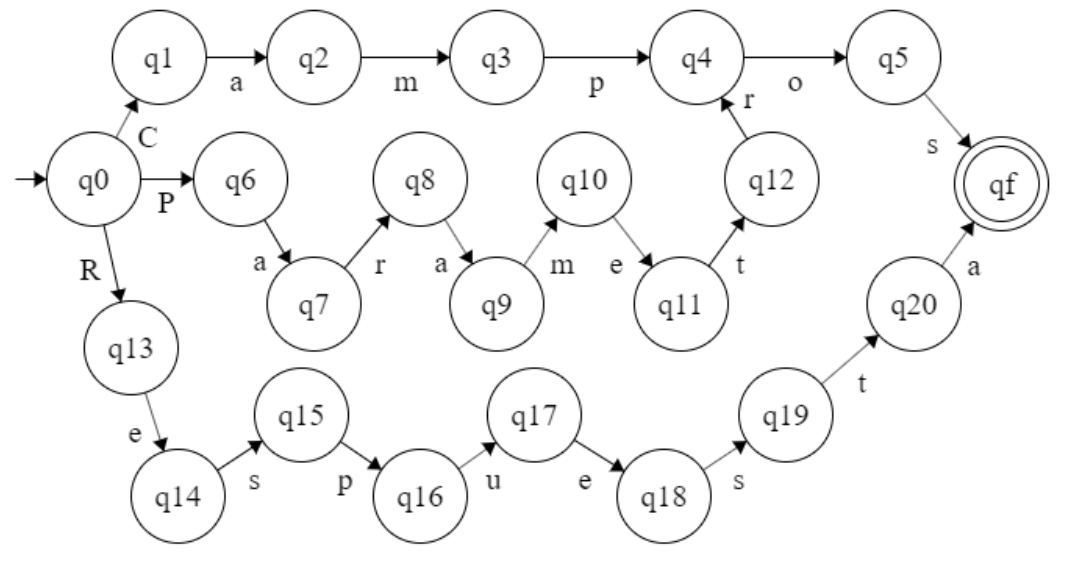 q1 a q2 m q3 p q4 o q5
C r s
q0 P q6 q8 q10 q12 qf
R a r a m e t a
q7 q9 q11 q20
q13 t
e q15 q17 q19
q14 s p q16 u e q18 s